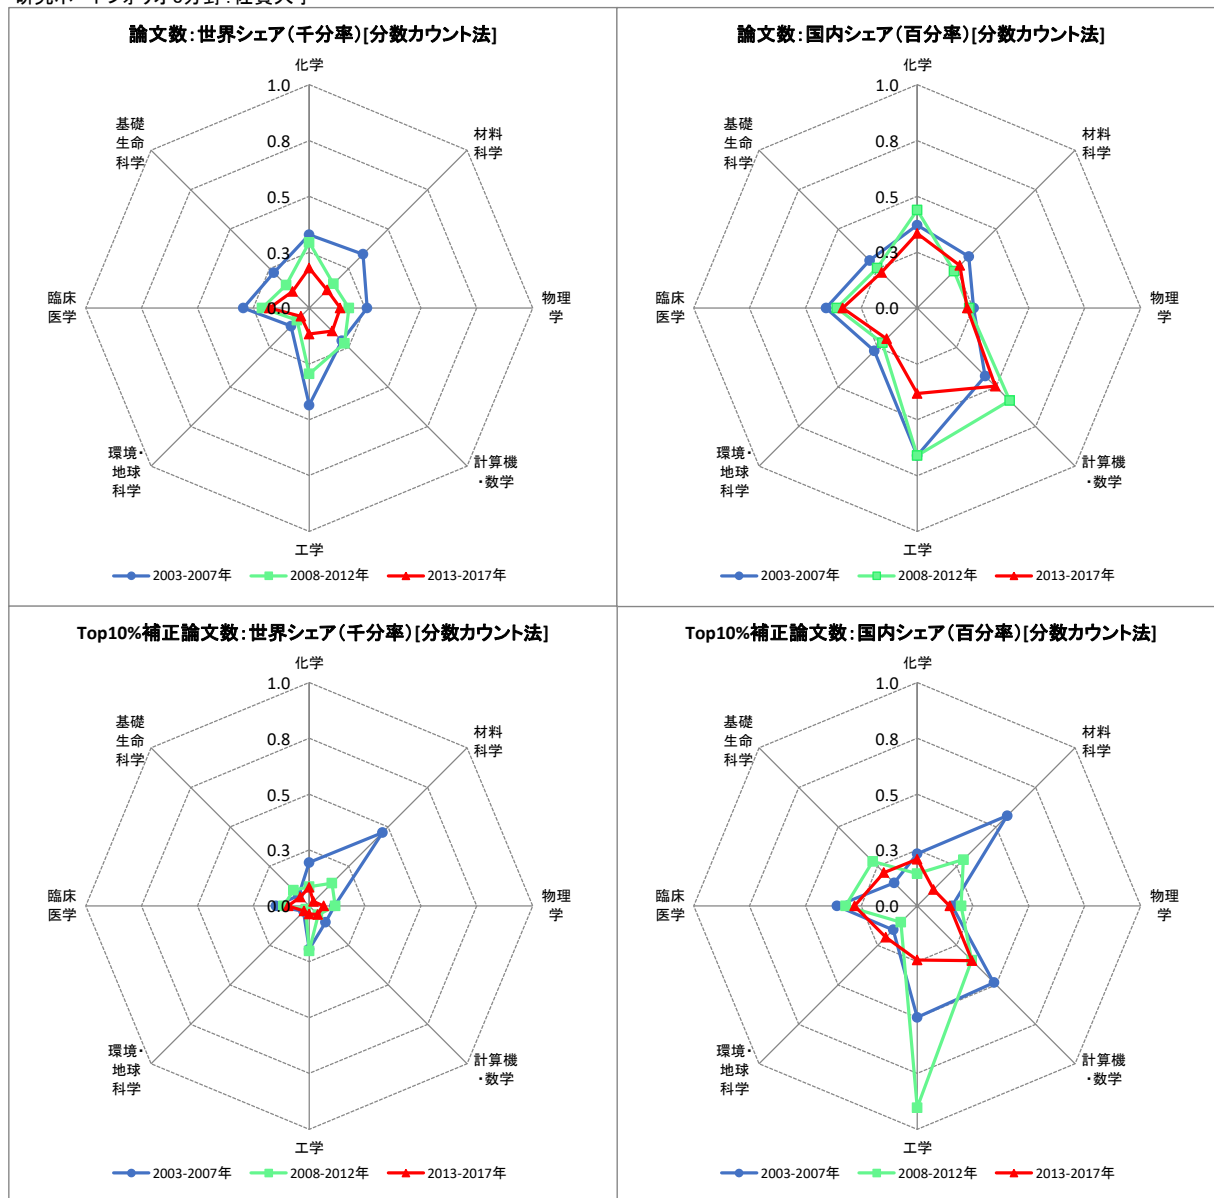 論文数：世界シェア（千分率）[分数カウント法]
化学
1.0
0.8
0.5
0.3
0.0
材料
科学
物理
学
計算機
・数学
工学
環境・
地球
科学
臨床
医学
基礎
生命
科学
2003-2007年 2008-2012年 2013-2017年
論文数：国内シェア（百分率）[分数カウント法]
化学
1.0
0.8
0.5
0.3
0.0
材料
科学
物理
学
計算機
・数学
工学
環境・
地球
科学
臨床
医学
基礎
生命
科学
2003-2007年 2008-2012年 2013-2017年
Top10%補正論文数：世界シェア（千分率）[分数カウント法]
化学
1.0
0.8
0.5
0.3
0.0
材料
科学
物理
学
計算機
・数学
工学
環境・
地球
科学
臨床
医学
基礎
生命
科学
2003-2007年 2008-2012年 2013-2017年
Top10%補正論文数：国内シェア（百分率）[分数カウント法]
化学
1.0
0.8
0.5
0.3
0.0
材料
科学
物理
学
計算機
・数学
工学
環境・
地球
科学
臨床
医学
基礎
生命
科学
2003-2007年 2008-2012年 2013-2017年